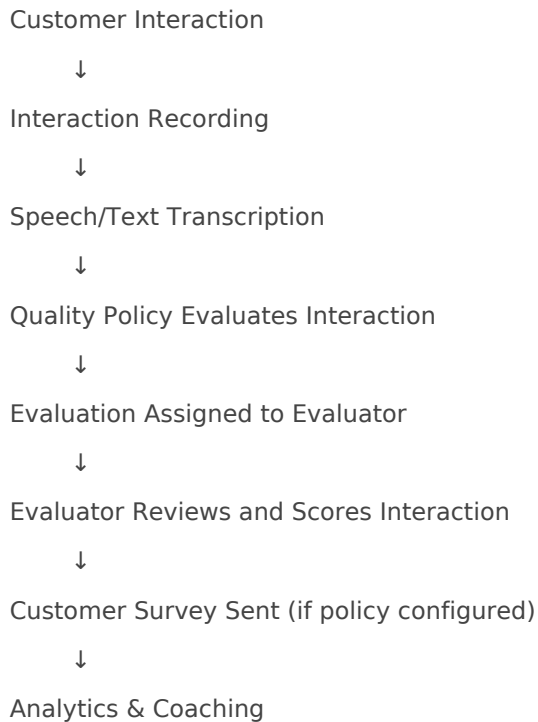 Customer Interaction
↓
Interaction Recording
↓
Speech/Text Transcription
↓
Quality Policy Evaluates Interaction
↓
Evaluation Assigned to Evaluator
↓
Evaluator Reviews and Scores Interaction
↓
Customer Survey Sent (if policy configured)
↓
Analytics & Coaching